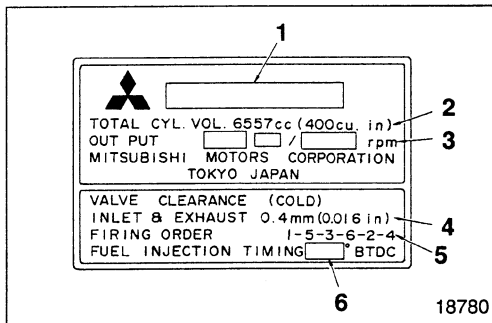 1
TOTAL CYL. VOL. 6557cc (400cu. in) 2
OUT PUT / rpm 3
MITSUBISHI MOTORS CORPORATION
TOKYO JAPAN
VALVE CLEARANCE (COLD)
INLET & EXHAUST 0.4mm (0.016 in) 4
FIRING ORDER 1-5-3-6-2-4 5
FUEL INJECTION TIMING ° BTDC
6
18780